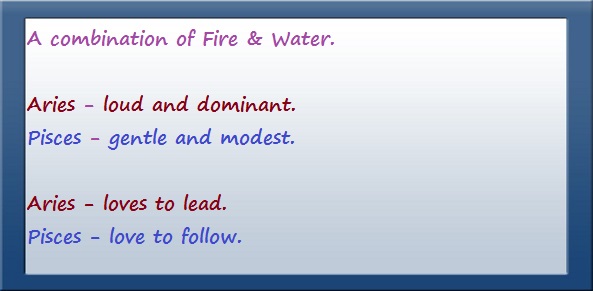 A combination of Fire & Water.
Aries - loud and dominant.
Pisces - gentle and modest.
Aries - loves to lead.
Pisces - love to follow.